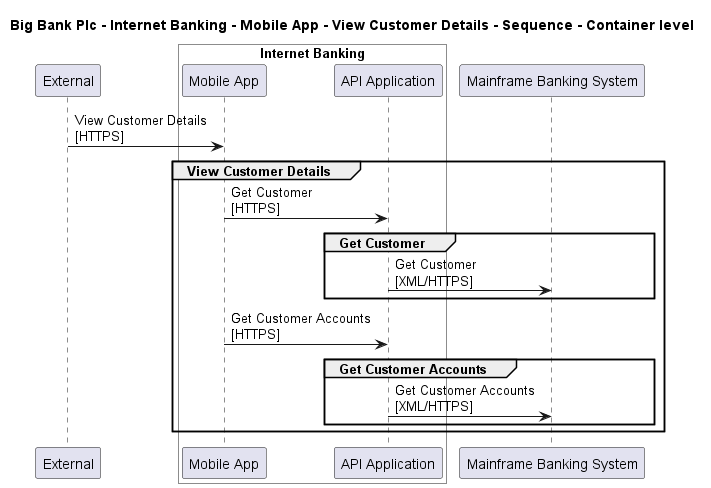 Big Bank Plc - Internet Banking - Mobile App - View Customer Details - Sequence - Container level
Internet Banking
External
Mobile App
API Application
Mainframe Banking System
View Customer Details
[HTTPS]
View Customer Details
Get Customer
[HTTPS]
Get Customer
Get Customer
[XML/HTTPS]
Get Customer Accounts
[HTTPS]
Get Customer Accounts
Get Customer Accounts
[XML/HTTPS]
External
Mobile App
API Application
Mainframe Banking System